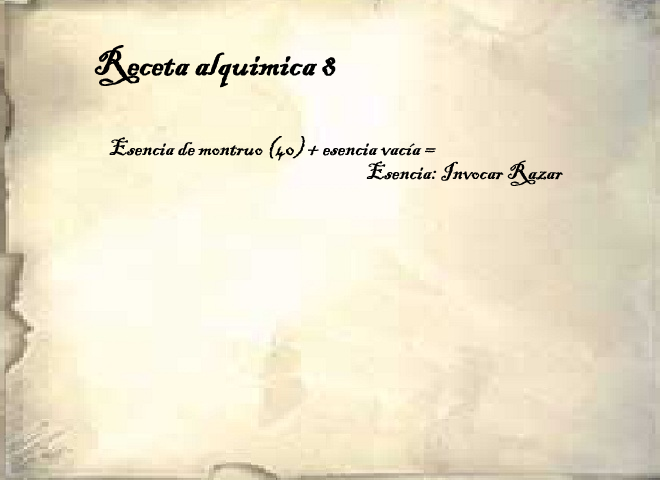 Receta alquimica 8
Esencia de montruo (40) + esencia vacía =
Esencia: Invocar Razar